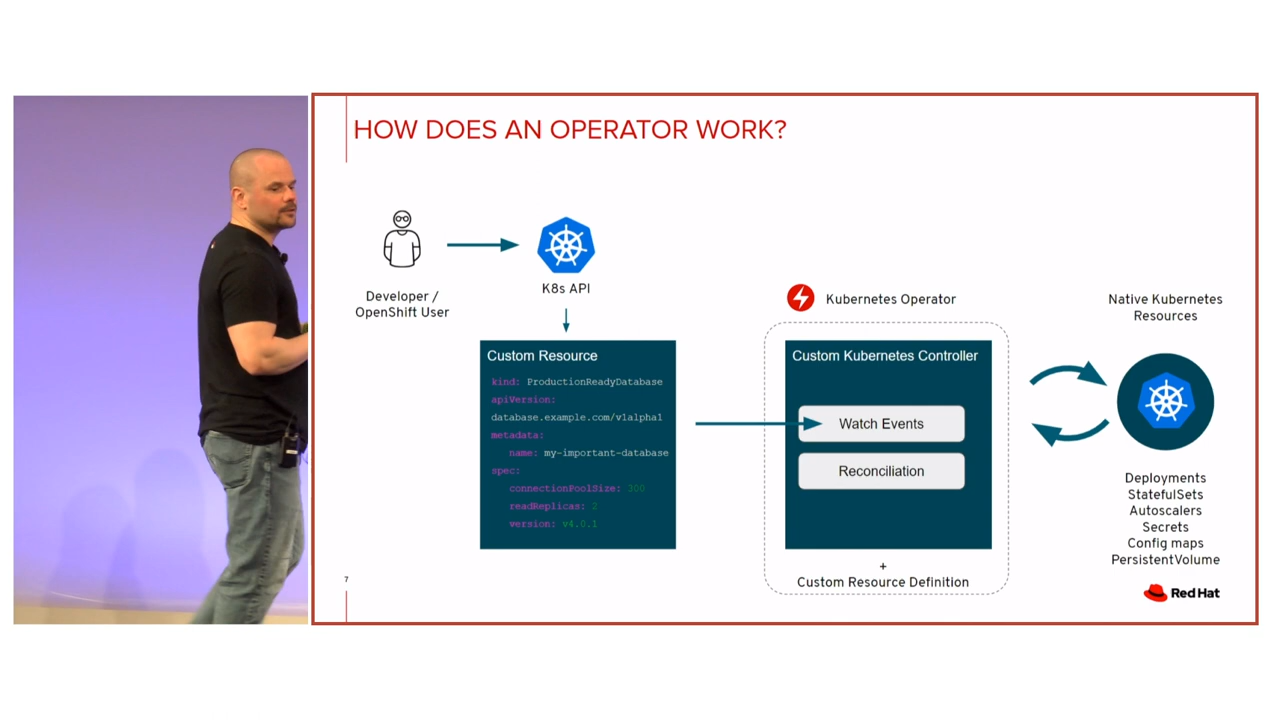 HOW DOES AN OPERATOR WORK?
Developer /
OpenShift User
K8s API
Custom Resource
kind: ProductionReadyDatabase
apiVersion:
database.example.com/v1alpha1
metadata:
name: my-important-database
spec:
connectionPoolSize: 300
readReplicas: 2
version: v4.0.1
Kubernetes Operator
Custom Kubernetes Controller
Watch Events
Reconciliation
+
Custom Resource Definition
Native Kubernetes
Resources
Deployments
StatefulSets
Autoscalers
Secrets
Config maps
PersistentVolume
7
Red Hat